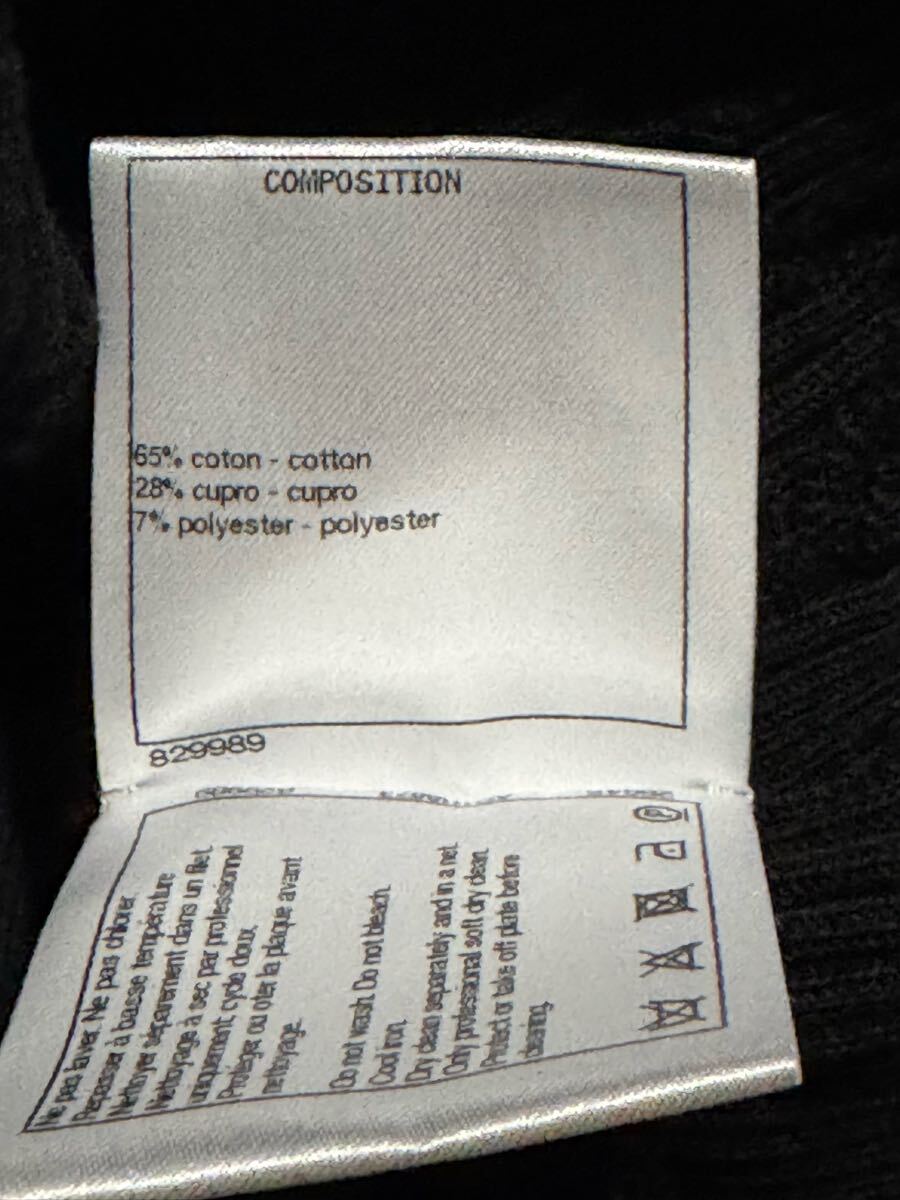 COMPOSITION
65% coton - cotton
28% cupro - cupro
7% polyester - polyester
829989
Ne pas laver. Ne pas chlorer
Repasser à basse température
Nettoyer séparement dans un filet
Nettoyage à sec par professionnel
uniquement cycle doux.
Protéger ou oter la plaque avant
nettoyage.
Do not wash. Do not bleach.
Cool iron.
Dry clean separately and in a net.
Only professional soft dry clean.
Protect or take off plate before
cleaning.
P